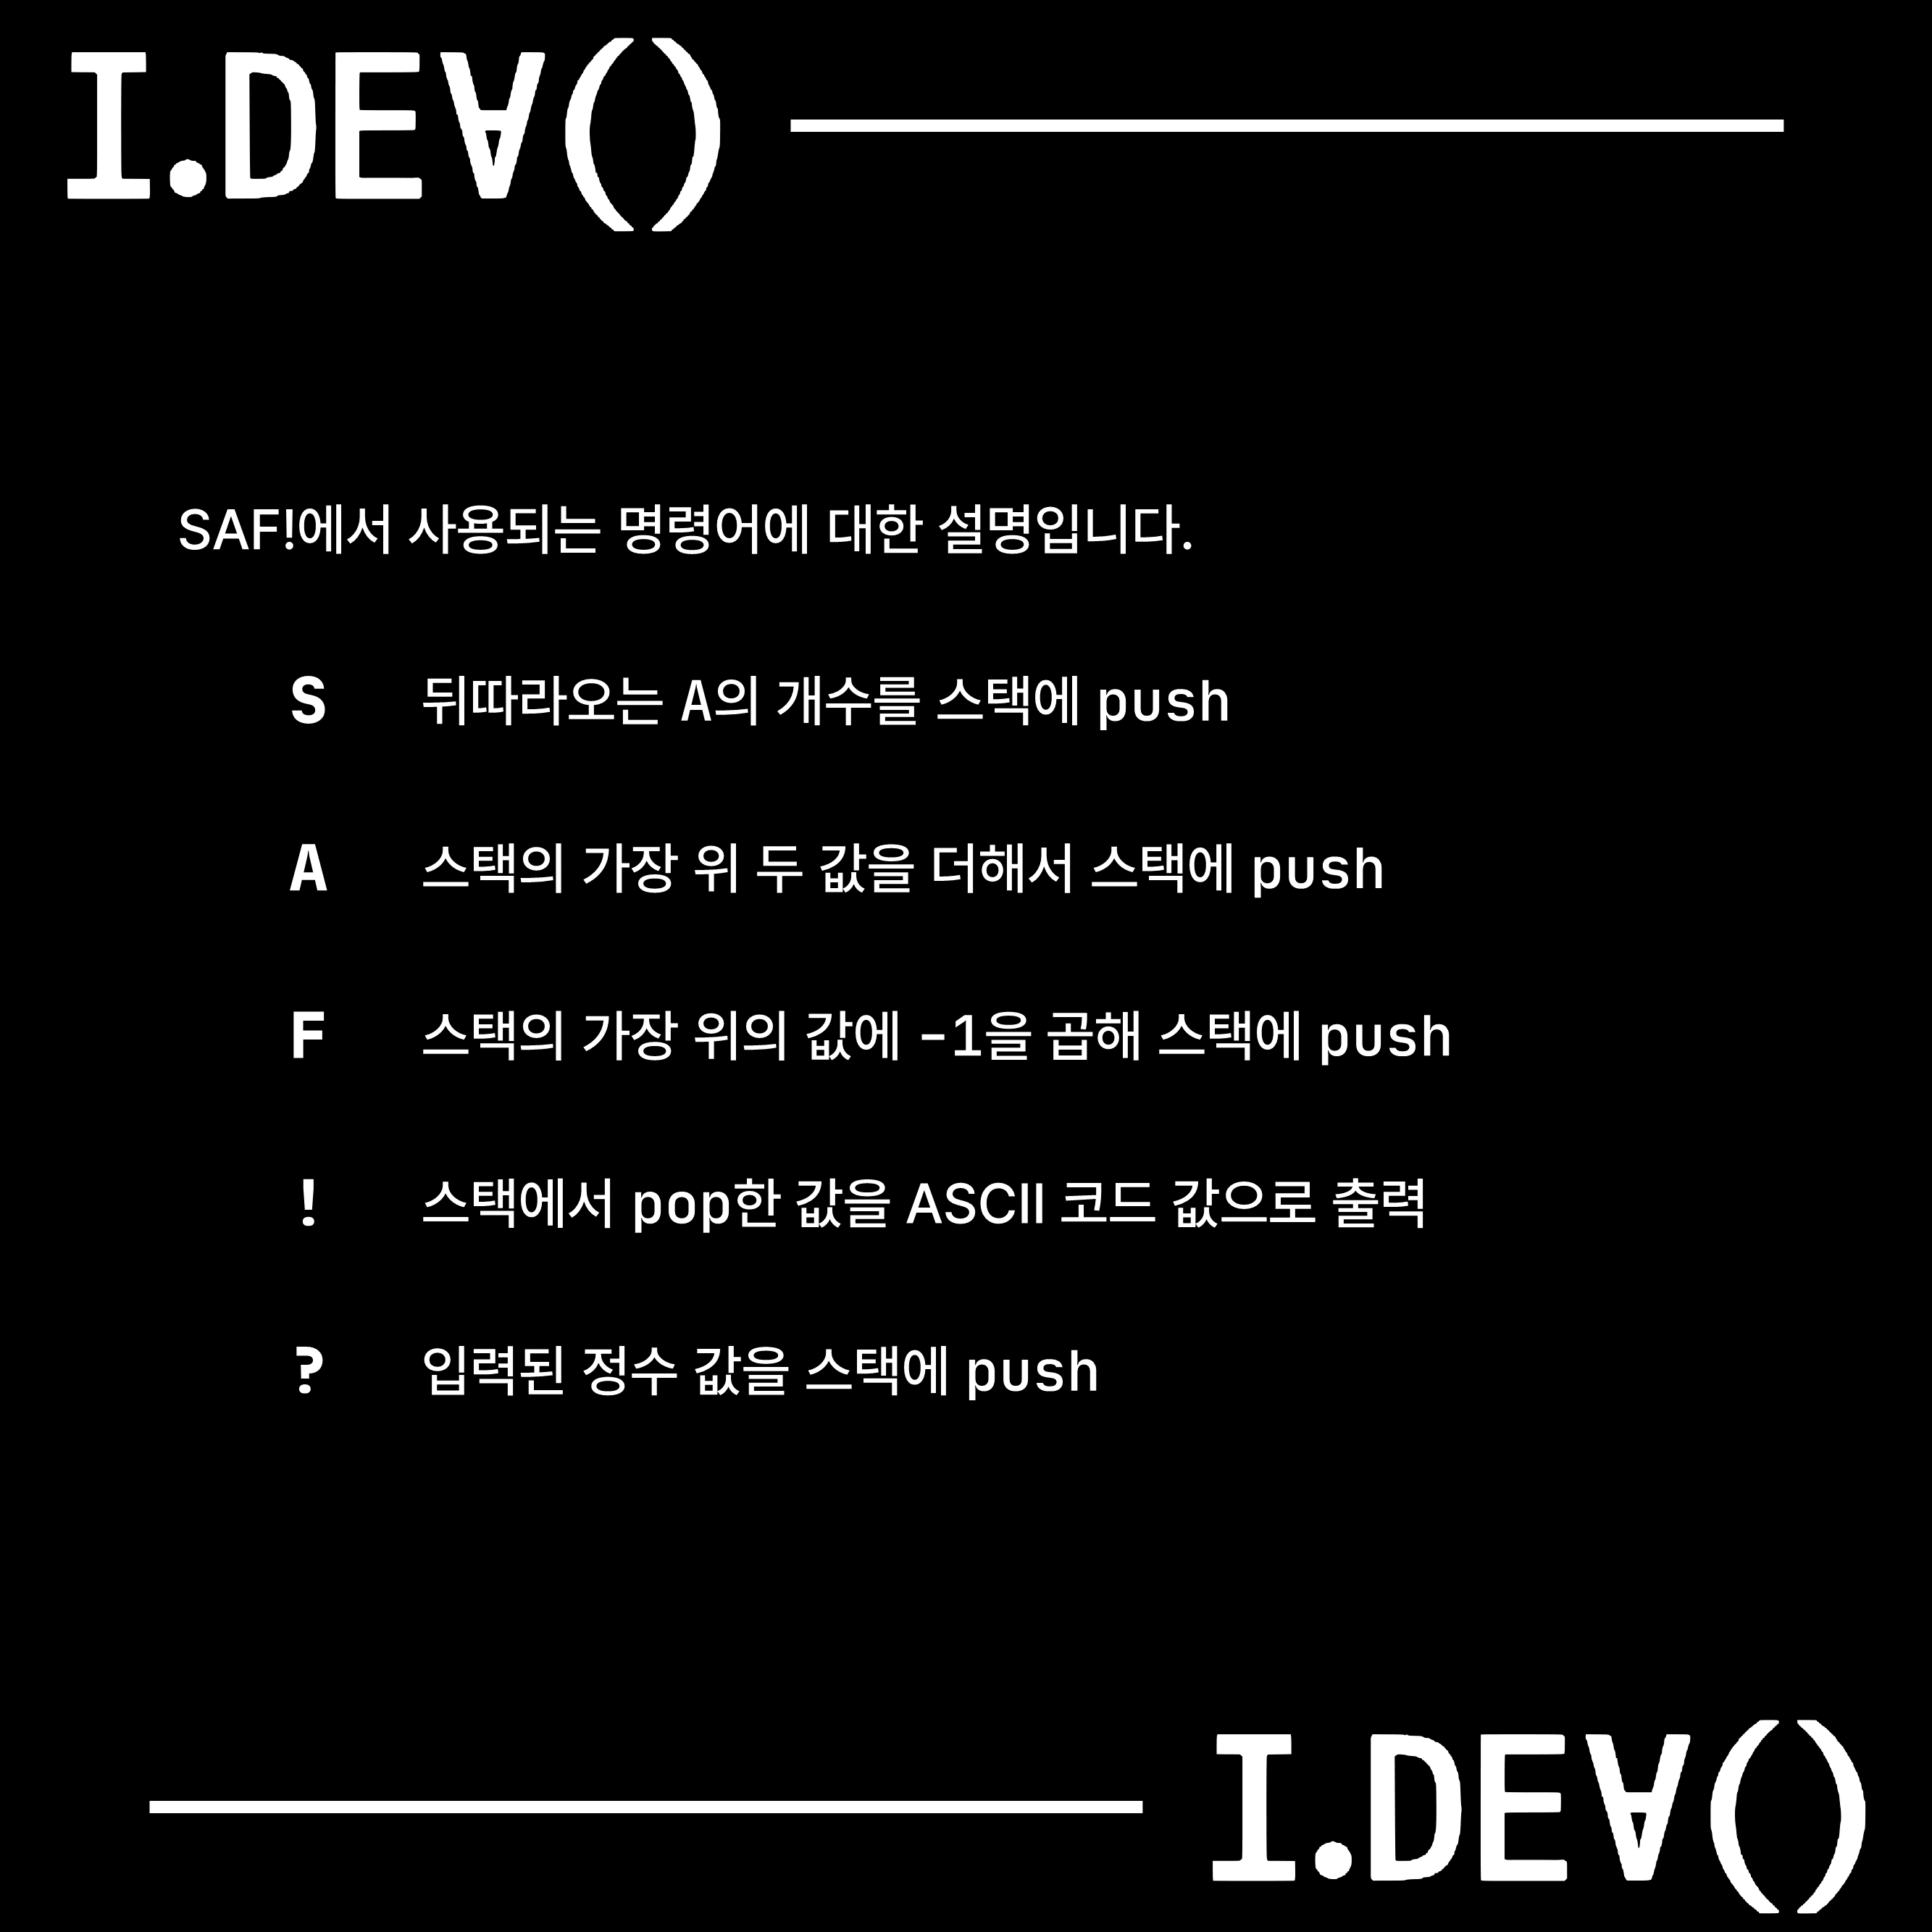 I.DEV()
SAF!에서 사용되는 명령어에 대한 설명입니다.
S 뒤따라오는 A의 개수를 스택에 push
A 스택의 가장 위 두 값을 더해서 스택에 push
F 스택의 가장 위의 값에 -1을 곱해 스택에 push
! 스택에서 pop한 값을 ASCII 코드 값으로 출력
? 입력된 정수 값을 스택에 push
I.DEV()